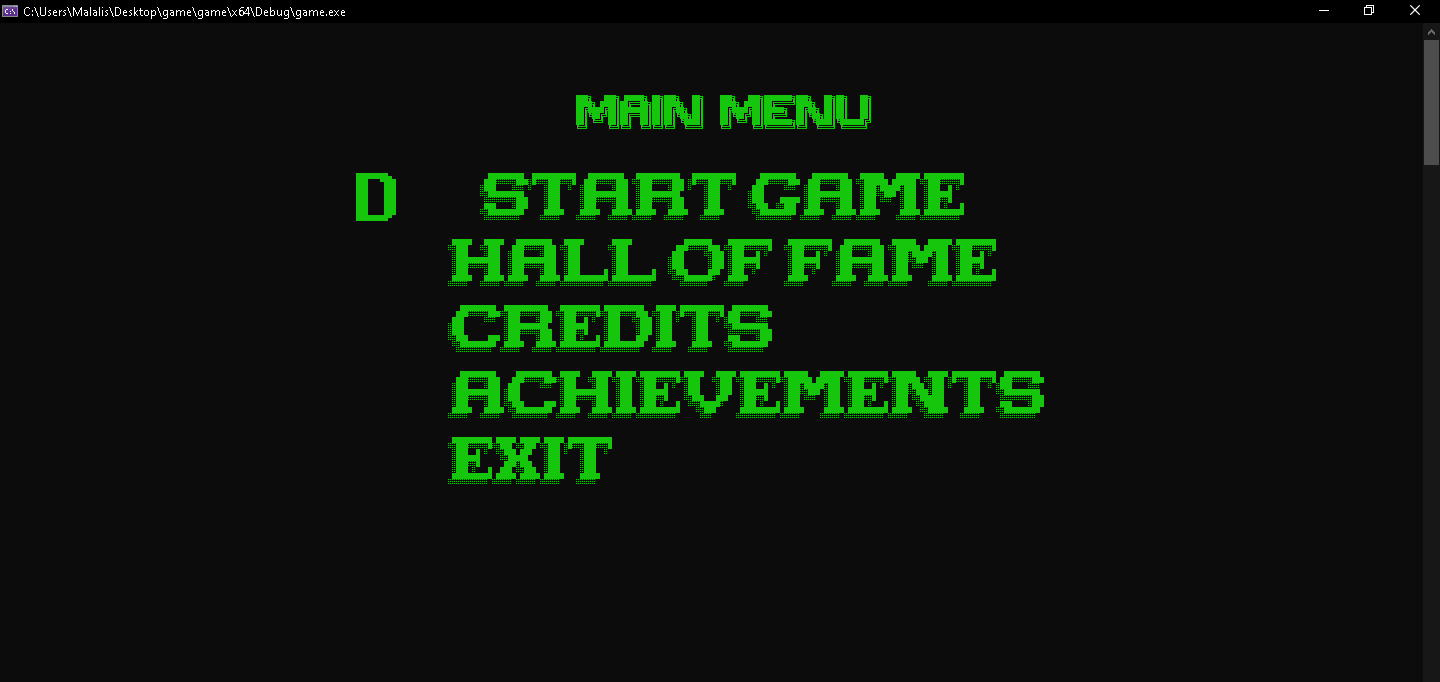 C:\Users\Malalis\Desktop\game\game\x64\Debug\game.exe
MAIN MENU
D START GAME
HALL OF FAME
CREDITS
ACHIEVEMENTS
EXIT